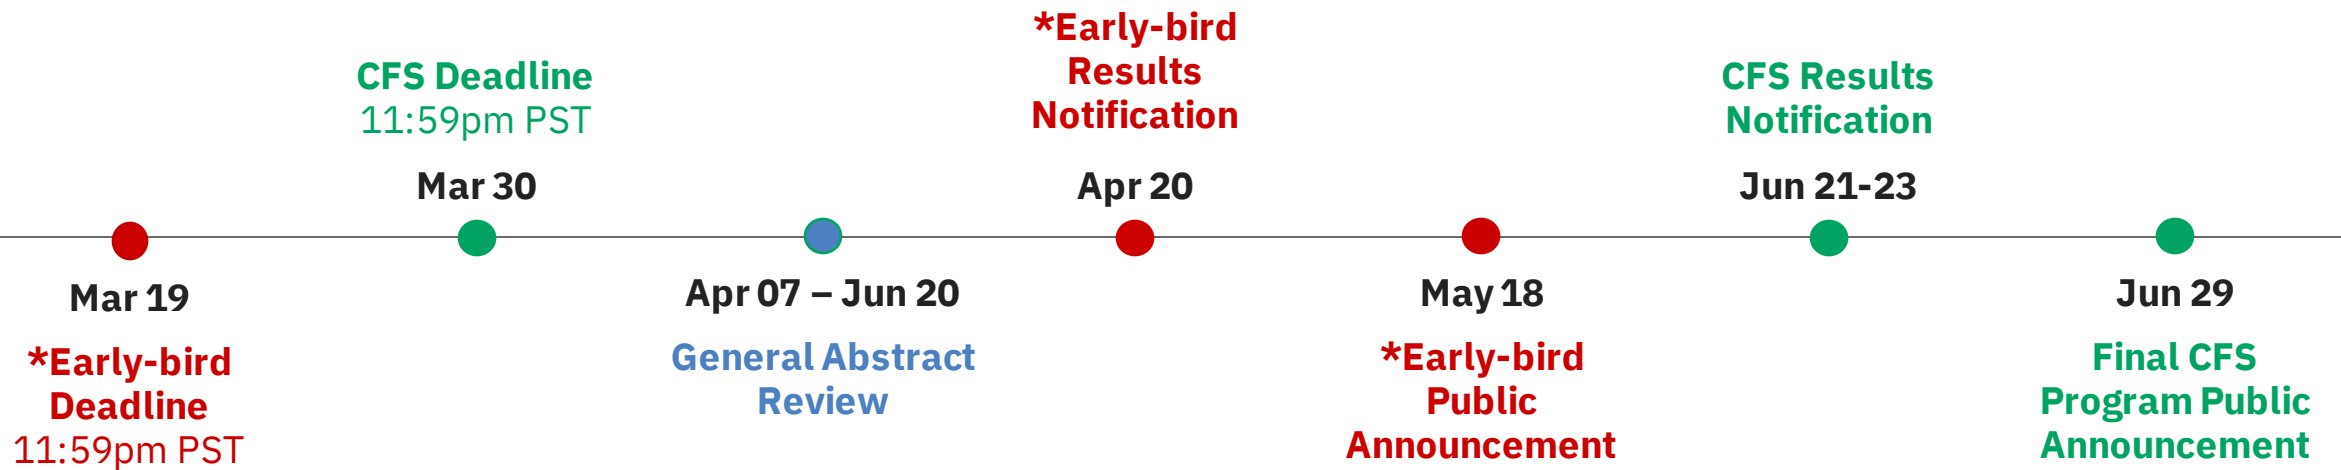 Mar 19
*Early-bird
Deadline
11:59pm PST
CFS Deadline
11:59pm PST
Mar 30
Apr 07 – Jun 20
General Abstract
Review
*Early-bird
Results
Notification
Apr 20
May 18
*Early-bird
Public
Announcement
CFS Results
Notification
Jun 21-23
Jun 29
Final CFS
Program Public
Announcement